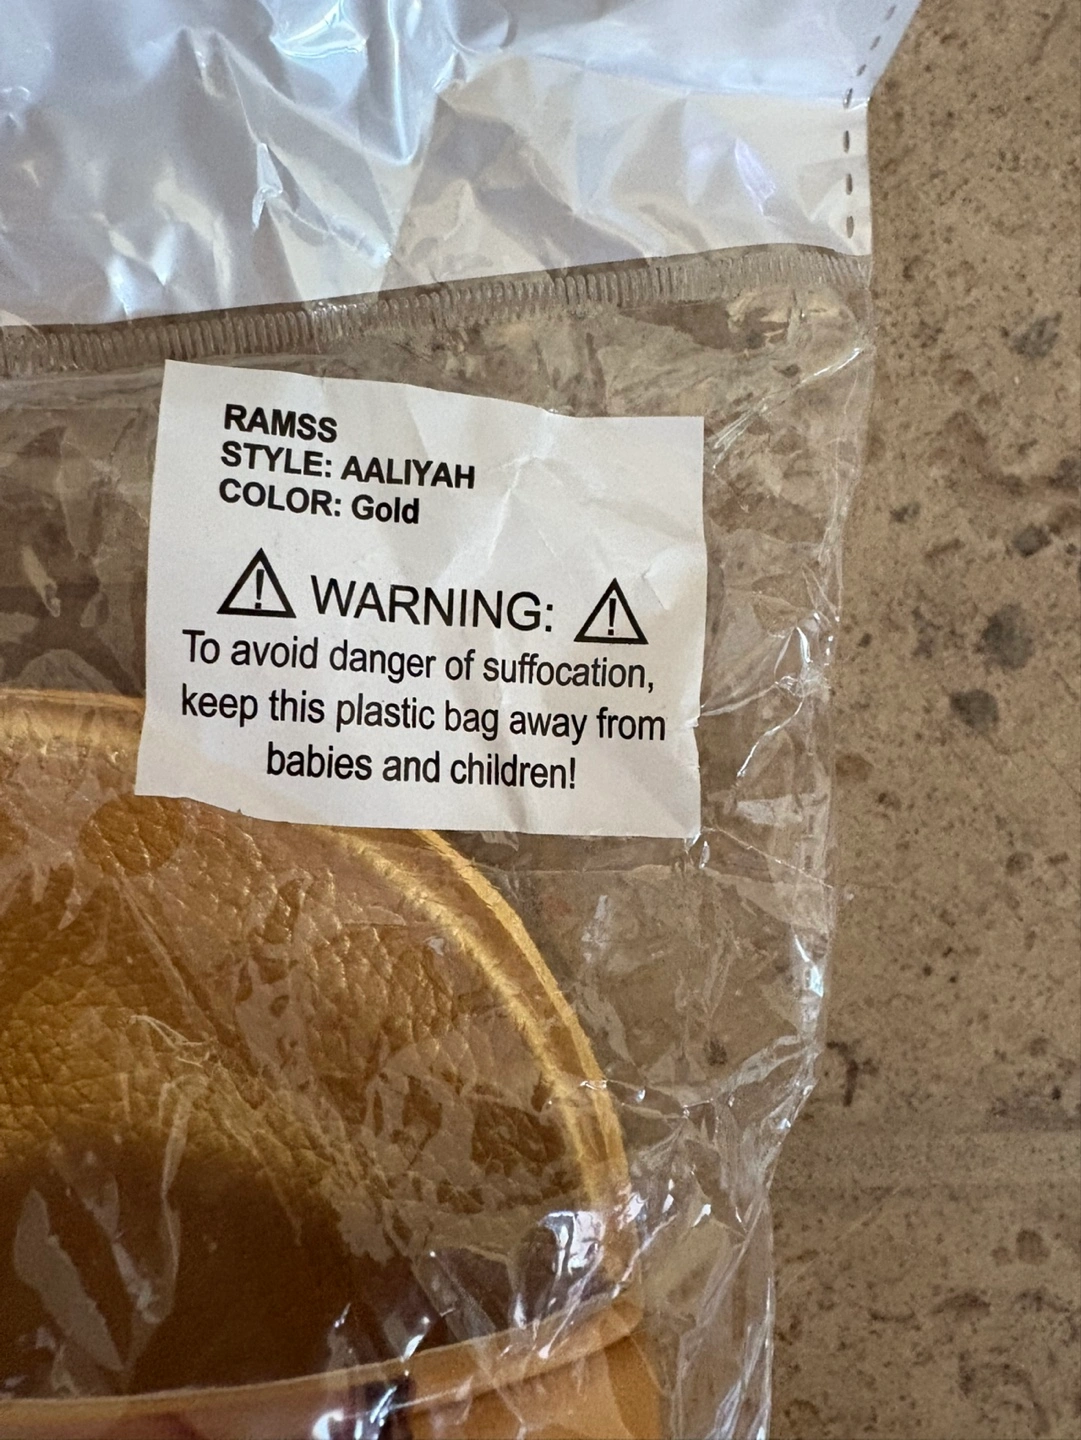 RAMSS
STYLE: AALIYAH
COLOR: Gold
WARNING:
To avoid danger of suffocation,
keep this plastic bag away from
babies and children!